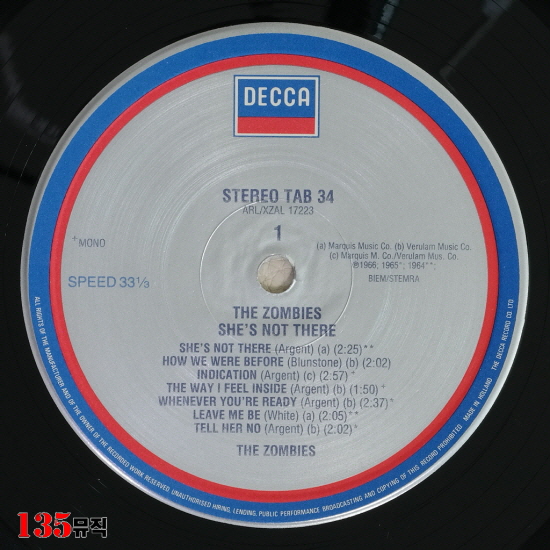 DECCA
STEREO TAB 34
ARL/XZAL 17223
1
+MONO
(a) Marquis Music Co. (b) Verulam Music Co.
(c) Marquis M. Co./Verulam Mus. Co.
℗1966; 1965+; 1964**;
SPEED 33⅓
BIEM/STEMRA
THE ZOMBIES
SHE'S NOT THERE
SHE'S NOT THERE (Argent) (a) (2:25)**
HOW WE WERE BEFORE (Blunstone) (b) (2:02)
INDICATION (Argent) (c) (2.57)+
THE WAY I FEEL INSIDE (Argent) (b) (1:50)+
WHENEVER YOU'RE READY (Argent) (b) (2.37)+
LEAVE ME BE (White) (a) (2:05)**
TELL HER NO (Argent) (b) (2:02)+
THE ZOMBIES
ALL RIGHTS OF THE MANUFACTURER AND OF THE OWNER OF THE RECORDED WORK RESERVED. UNAUTHORISED HIRING, LENDING, PUBLIC PERFORMANCE BROADCASTING AND COPYING OF THIS RECORD PROHIBITED MADE IN HOLLAND THE DECCA RECORD CO LTD.
135뮤직